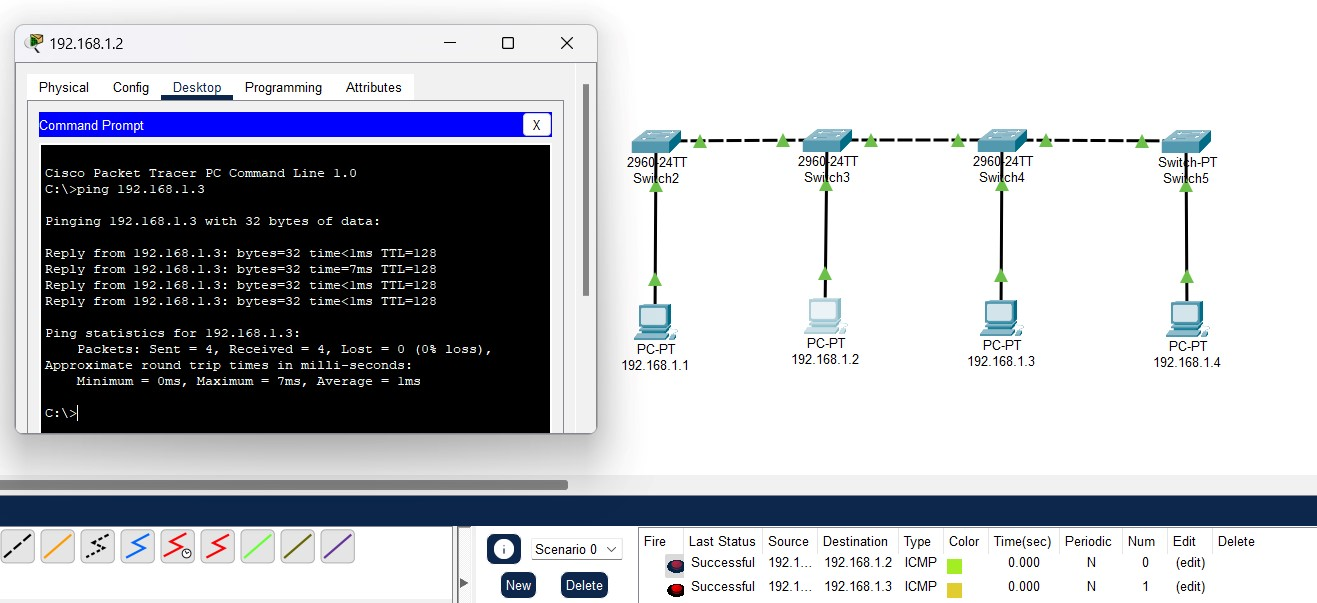 192.168.1.2
Physical Config Desktop Programming Attributes
Command Prompt X
Cisco Packet Tracer PC Command Line 1.0
C:\>ping 192.168.1.3
Pinging 192.168.1.3 with 32 bytes of data:
Reply from 192.168.1.3: bytes=32 time<1ms TTL=128
Reply from 192.168.1.3: bytes=32 time=7ms TTL=128
Reply from 192.168.1.3: bytes=32 time<1ms TTL=128
Reply from 192.168.1.3: bytes=32 time<1ms TTL=128
Ping statistics for 192.168.1.3:
Packets: Sent = 4, Received = 4, Lost = 0 (0% loss),
Approximate round trip times in milli-seconds:
Minimum = 0ms, Maximum = 7ms, Average = 1ms
C:\>
2960-24TT
Switch2
2960-24TT
Switch3
2960-24TT
Switch4
Switch-PT
Switch5
PC-PT
192.168.1.1
PC-PT
192.168.1.2
PC-PT
192.168.1.3
PC-PT
192.168.1.4
Scenario 0
New Delete
Fire Last Status Source Destination Type Color Time(sec) Periodic Num Edit Delete
Successful 192.1... 192.168.1.2 ICMP 0.000 N 0 (edit)
Successful 192.1... 192.168.1.3 ICMP 0.000 N 1 (edit)